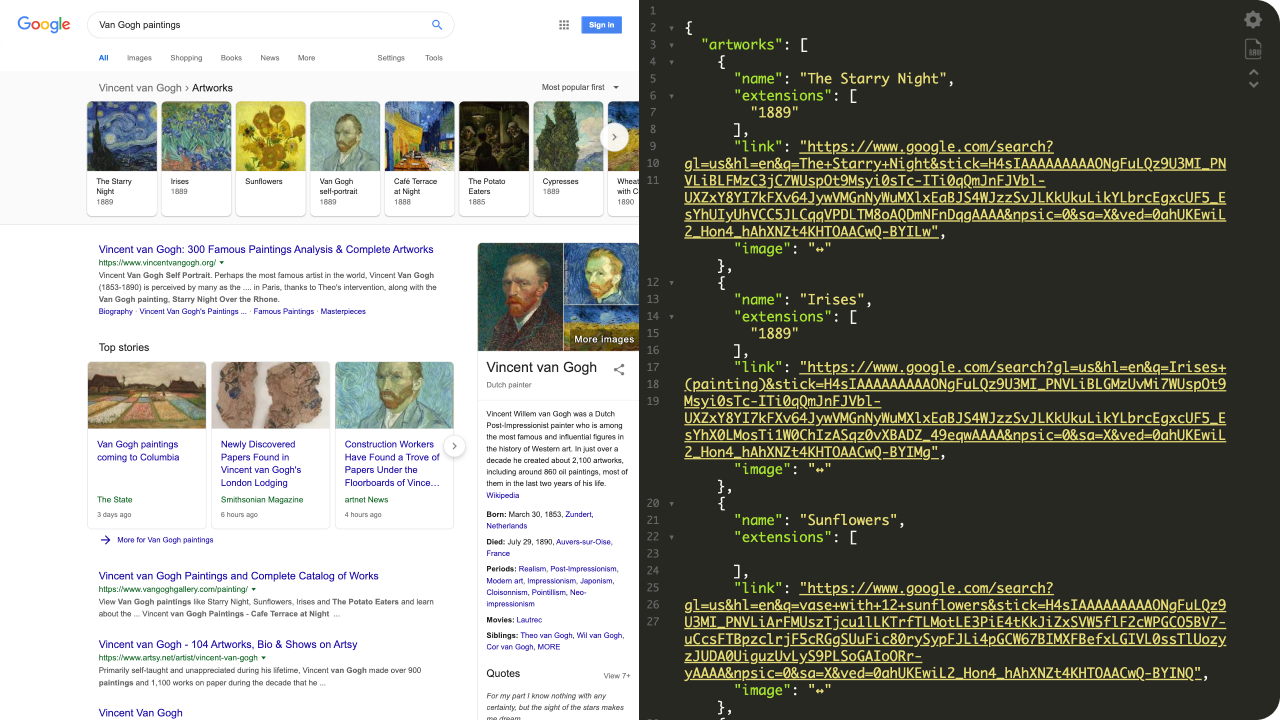 Google
Van Gogh paintings
Sign in
All Images Shopping Books News More Settings Tools
Vincent van Gogh › Artworks
Most popular first
The Starry
Night
1889
Irises
1889
Sunflowers
Van Gogh
self-portrait
1889
Café Terrace
at Night
1888
The Potato
Eaters
1885
Cypresses
1889
Wheat
with C
1890
Vincent van Gogh: 300 Famous Paintings Analysis & Complete Artworks
https://www.vincentvangogh.org/
Vincent Van Gogh Self Portrait. Perhaps the most famous artist in the world, Vincent Van Gogh
(1853-1890) is perceived by many as the .... in Paris, thanks to Theo's intervention, along with the
Van Gogh painting, Starry Night Over the Rhone.
Biography · Vincent Van Gogh's Paintings ... · Famous Paintings · Masterpieces
Top stories
Van Gogh paintings
coming to Columbia
The State
3 days ago
Newly Discovered
Papers Found in
Vincent van Gogh's
London Lodging
Smithsonian Magazine
6 hours ago
Construction Workers
Have Found a Trove of
Papers Under the
Floorboards of Vince…
artnet News
4 hours ago
More for Van Gogh paintings
Vincent van Gogh Paintings and Complete Catalog of Works
https://www.vangoghgallery.com/painting/
View Van Gogh paintings like Starry Night, Sunflowers, Irises and The Potato Eaters and learn
about the ... Vincent van Gogh Paintings - Cafe Terrace at Night ...
Vincent van Gogh - 104 Artworks, Bio & Shows on Artsy
https://www.artsy.net/artist/vincent-van-gogh
Primarily self-taught and unappreciated during his lifetime, Vincent van Gogh made over 900
paintings and 1,100 works on paper during the decade that he ...
Vincent Van Gogh
More images
Vincent van Gogh
Dutch painter
Vincent Willem van Gogh was a Dutch
Post-Impressionist painter who is among
the most famous and influential figures in
the history of Western art. In just over a
decade he created about 2,100 artworks,
including around 860 oil paintings, most of
them in the last two years of his life.
Wikipedia
Born: March 30, 1853, Zundert,
Netherlands
Died: July 29, 1890, Auvers-sur-Oise,
France
Periods: Realism, Post-Impressionism,
Modern art, Impressionism, Japonism,
Cloisonnism, Pointillism, Neo-
impressionism
Movies: Lautrec
Siblings: Theo van Gogh, Wil van Gogh,
Cor van Gogh, MORE
Quotes
View 7+
For my part I know nothing with any
certainty, but the sight of the stars makes
me dream.
1
2 {
3 "artworks": [
4 {
5 "name": "The Starry Night",
6 "extensions": [
7 "1889"
8 ],
9 "link": "https://www.google.com/search?
10 gl=us&hl=en&q=The+Starry+Night&stick=H4sIAAAAAAAAONgFuLQz9U3MI_PN
11 VLiBLFMzC3jC7WUspOt9Msyi0sTc-ITi0qQmJnFJVbl-
UXZxY8YI7kFXv64JywVMGnNyWuMXlxEaBJS4WJzzSvJLKkUkuLikYLbrcEgxcUF5_E
sYhUIyUhVCC5JLCqqVPDLTM8oAQDmNFnDqgAAAA&npsic=0&sa=X&ved=0ahUKEwiL
2_Hon4_hAhXNZt4KHTOAACwQ-BYILw",
"image": "↔"
},
12 {
13 "name": "Irises",
14 "extensions": [
15 "1889"
16 ],
17 "link": "https://www.google.com/search?gl=us&hl=en&q=Irises+
18 (painting)&stick=H4sIAAAAAAAAONgFuLQz9U3MI_PNVLiBLGMzUvMi7WUspOt9
19 Msyi0sTc-ITi0qQmJnFJVbl-
UXZxY8YI7kFXv64JywVMGnNyWuMXlxEaBJS4WJzzSvJLKkUkuLikYLbrcEgxcUF5_E
sYhX0LMosTi1W0ChIzASqz0vXBADZ_49eqwAAAA&npsic=0&sa=X&ved=0ahUKEwiL
2_Hon4_hAhXNZt4KHTOAACwQ-BYIMg",
"image": "↔"
},
20 {
21 "name": "Sunflowers",
22 "extensions": [
23
24 ],
25 "link": "https://www.google.com/search?
26 gl=us&hl=en&q=vase+with+12+sunflowers&stick=H4sIAAAAAAAAONgFuLQz9
27 U3MI_PNVLiArFMUszTjcu1lLKTrfTLMotLE3PiE4tKkJiZxSVW5flF2cWPGCO5BV7-
uCcsFTBpzclrjF5cRGgSUuFic80rySypFJLi4pGCW67BIMXFBefxLGIVL0ssTlUozy
zJUDA0UiguzUvLyS9PLSoGAIoORr-
yAAAA&npsic=0&sa=X&ved=0ahUKEwiL2_Hon4_hAhXNZt4KHTOAACwQ-BYINQ",
"image": "↔"
},
{